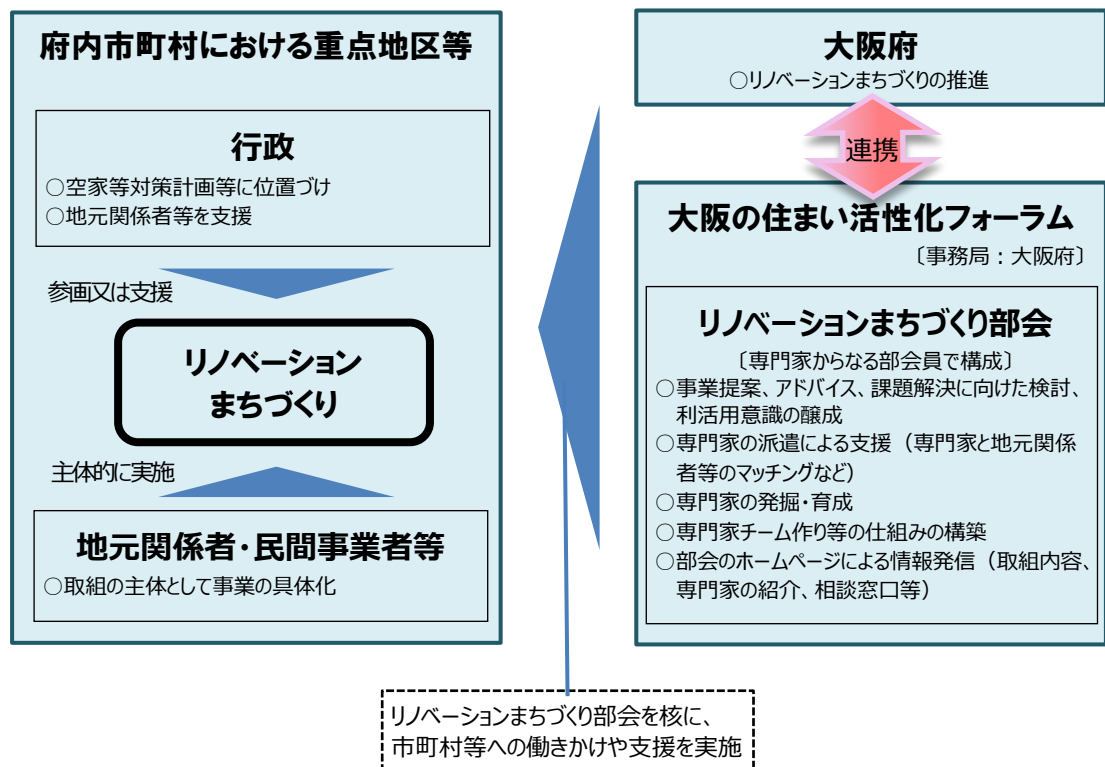 府内市町村における重点地区等
行政
○空家等対策計画等に位置づけ
○地元関係者等を支援
参画又は支援
リノベーション
まちづくり
主体的に実施
地元関係者・民間事業者等
○取組の主体として事業の具体化
大阪府
○リノベーションまちづくりの推進
連携
大阪の住まい活性化フォーラム
〔事務局：大阪府〕
リノベーションまちづくり部会
〔専門家からなる部会員で構成〕
○事業提案、アドバイス、課題解決に向けた検討、
利活用意識の醸成
○専門家の派遣による支援（専門家と地元関係
者等のマッチングなど）
○専門家の発掘・育成
○専門家チーム作り等の仕組みの構築
○部会のホームページによる情報発信（取組内容、
専門家の紹介、相談窓口等）
リノベーションまちづくり部会を核に、
市町村等への働きかけや支援を実施